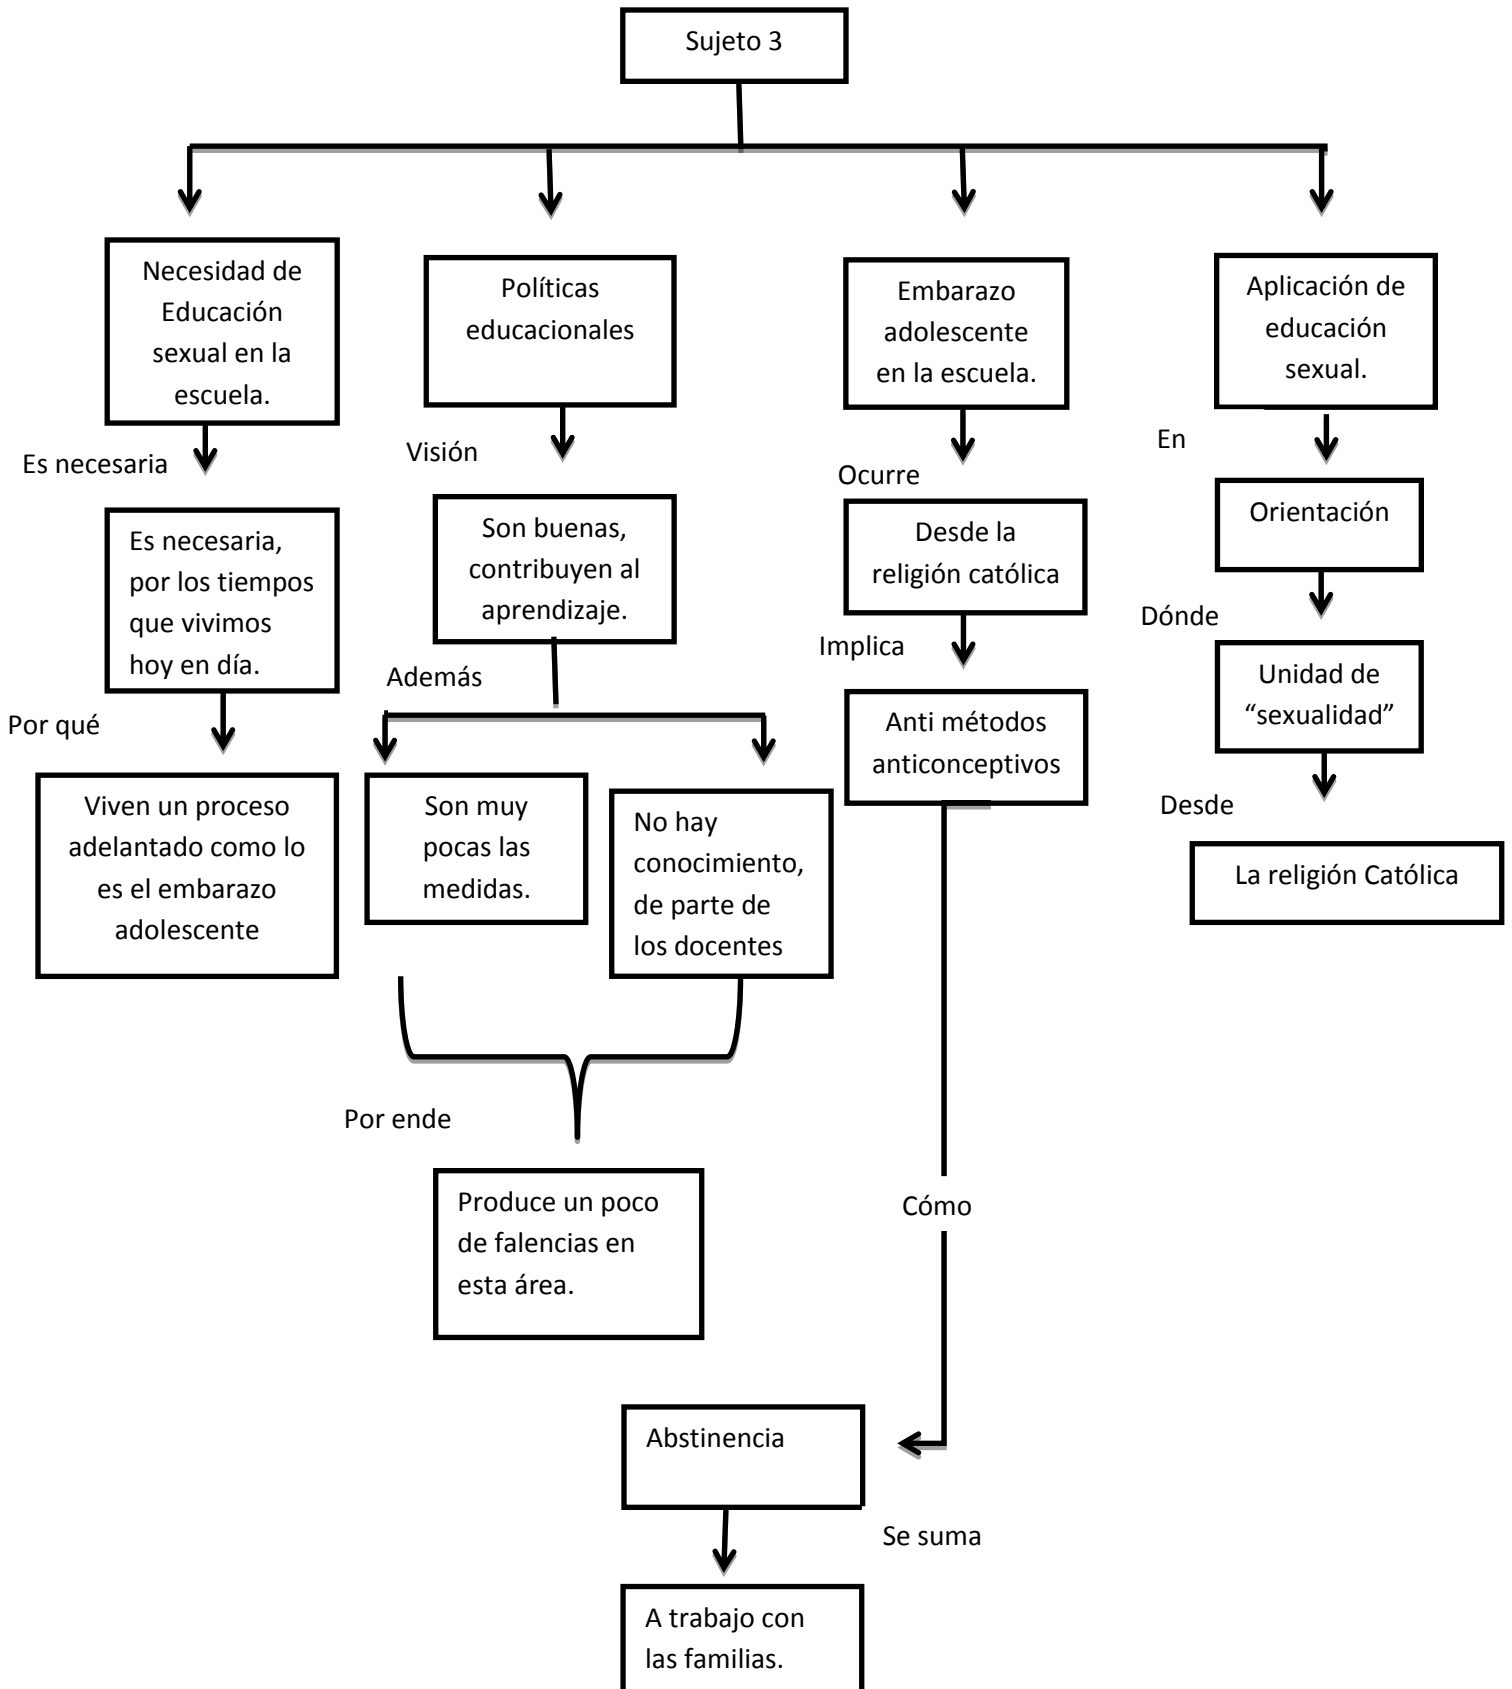 Sujeto 3
Necesidad de
Educación
sexual en la
escuela.
Políticas
educacionales
Embarazo
adolescente
en la escuela.
Aplicación de
educación
sexual.
Es necesaria
Visión
Ocurre
En
Es necesaria,
por los tiempos
que vivimos
hoy en día.
Son buenas,
contribuyen al
aprendizaje.
Desde la
religión católica
Orientación
Por qué
Además
Implica
Dónde
Viven un proceso
adelantado como lo
es el embarazo
adolescente
Son muy
pocas las
medidas.
No hay
conocimiento,
de parte de
los docentes
Anti métodos
anticonceptivos
Unidad de
“sexualidad”
Desde
La religión Católica
Por ende
Produce un poco
de falencias en
esta área.
Cómo
Abstinencia
Se suma
A trabajo con
las familias.